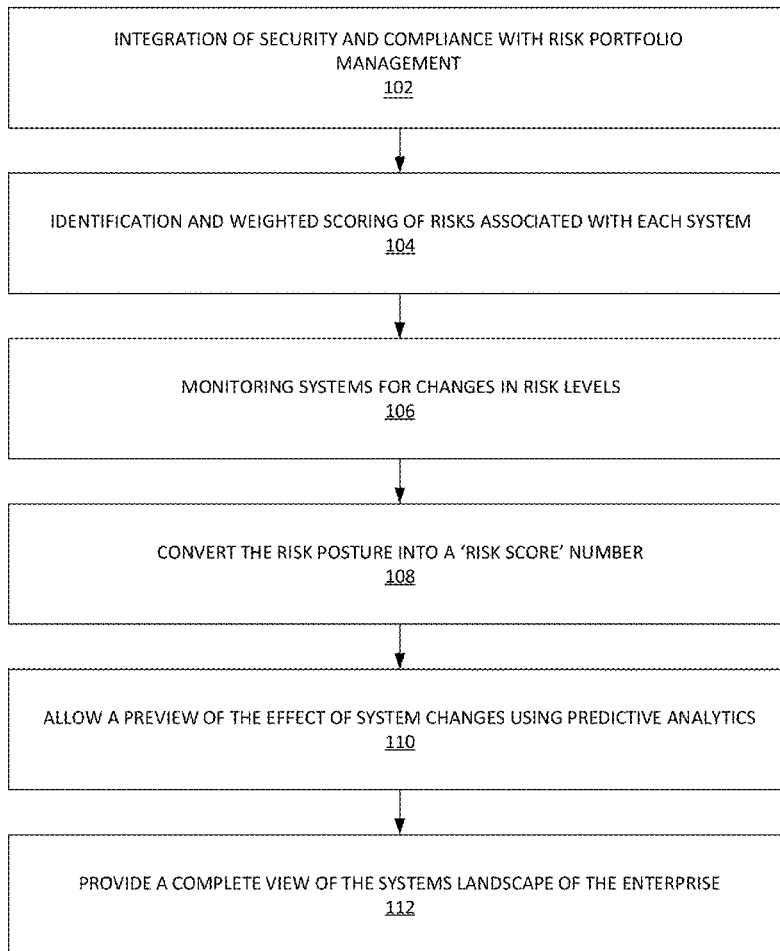 INTEGRATION OF SECURITY AND COMPLIANCE WITH RISK PORTFOLIO
MANAGEMENT
102
IDENTIFICATION AND WEIGHTED SCORING OF RISKS ASSOCIATED WITH EACH SYSTEM
104
MONITORING SYSTEMS FOR CHANGES IN RISK LEVELS
106
CONVERT THE RISK POSTURE INTO A ‘RISK SCORE’ NUMBER
108
ALLOW A PREVIEW OF THE EFFECT OF SYSTEM CHANGES USING PREDICTIVE ANALYTICS
110
PROVIDE A COMPLETE VIEW OF THE SYSTEMS LANDSCAPE OF THE ENTERPRISE
112